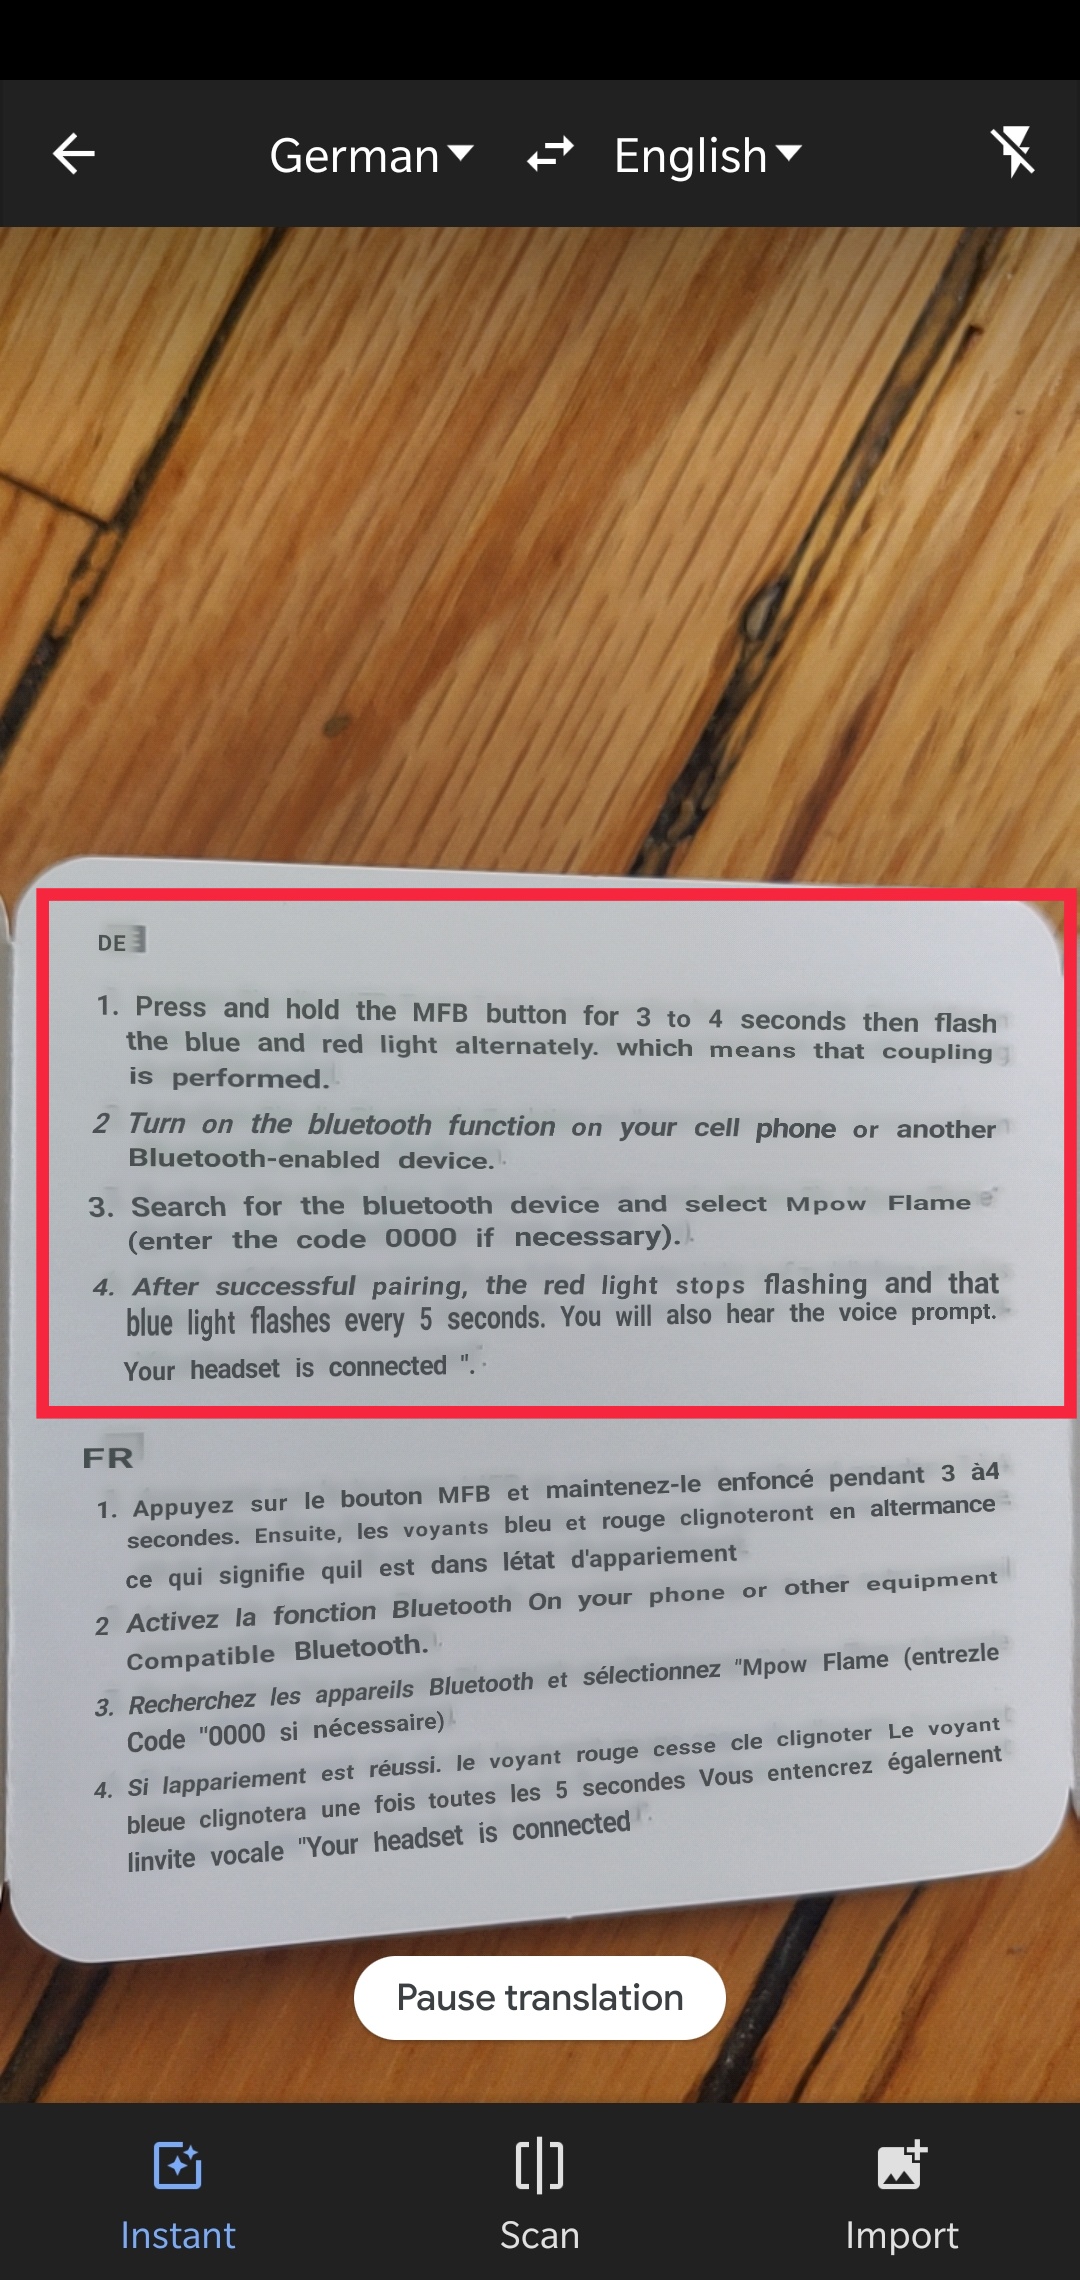 German English
DE
1. Press and hold the MFB button for 3 to 4 seconds then flash
the blue and red light alternately. which means that coupling
is performed.
2 Turn on the bluetooth function on your cell phone or another
Bluetooth-enabled device.
3. Search for the bluetooth device and select Mpow Flame
(enter the code 0000 if necessary).
4. After successful pairing, the red light stops flashing and that
blue light flashes every 5 seconds. You will also hear the voice prompt.
Your headset is connected ".
FR
1. Appuyez sur le bouton MFB et maintenez-le enfoncé pendant 3 à4
secondes. Ensuite, les voyants bleu et rouge clignoteront en altermance
ce qui signifie quil est dans létat d'appariement
2 Activez la fonction Bluetooth On your phone or other equipment
Compatible Bluetooth.
3. Recherchez les appareils Bluetooth et sélectionnez "Mpow Flame (entrezle
Code "0000 si nécessaire)
4. Si lappariement est réussi. le voyant rouge cesse cle clignoter Le voyant
bleue clignotera une fois toutes les 5 secondes Vous entencrez égalernent
linvite vocale "Your headset is connected
Pause translation
Instant Scan Import